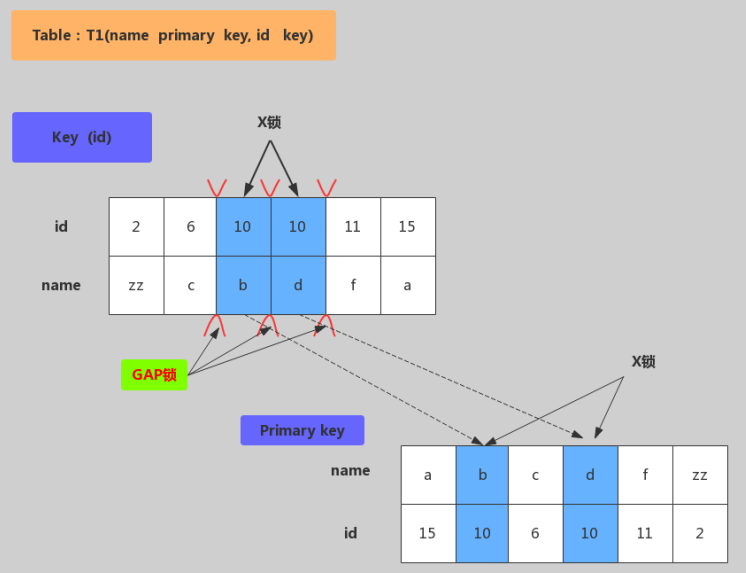 Table : T1(name primary key, id key)
X锁
Key (id)
id 2 6 10 10 11 15
name zz c b d f a
GAP锁
X锁
Primary key
name a b c d f zz
id 15 10 6 10 11 2